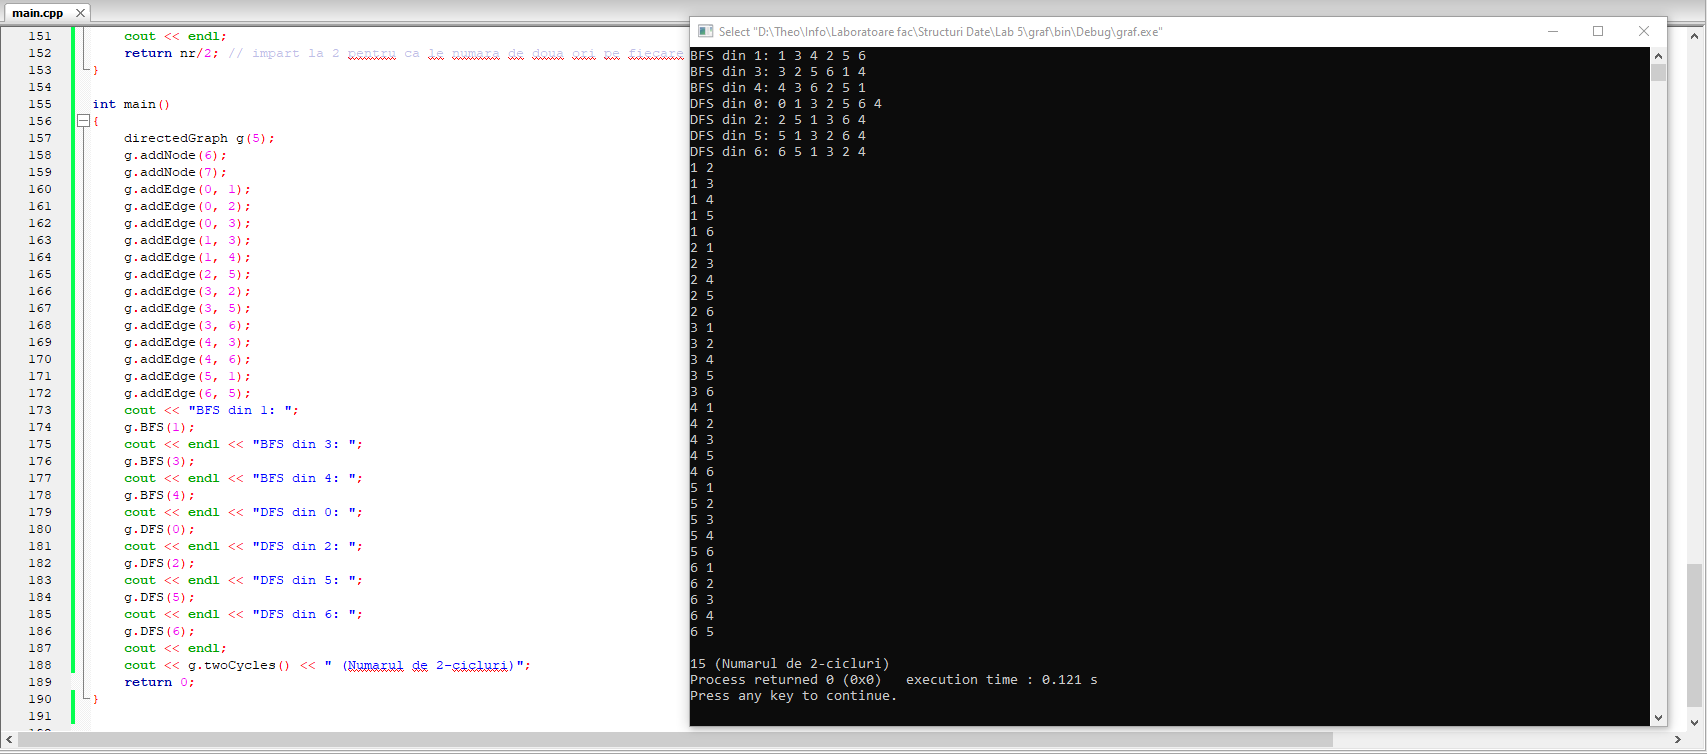 main.cpp
151 cout << endl;
152 return nr/2; // impart la 2 pentru ca le numara de doua ori pe fiecare
153 }
154
155 int main()
156 {
157 directedGraph g(5);
158 g.addNode(6);
159 g.addNode(7);
160 g.addEdge(0, 1);
161 g.addEdge(0, 2);
162 g.addEdge(0, 3);
163 g.addEdge(1, 3);
164 g.addEdge(1, 4);
165 g.addEdge(2, 5);
166 g.addEdge(3, 2);
167 g.addEdge(3, 5);
168 g.addEdge(3, 6);
169 g.addEdge(4, 3);
170 g.addEdge(4, 6);
171 g.addEdge(5, 1);
172 g.addEdge(6, 5);
173 cout << "BFS din 1: ";
174 g.BFS(1);
175 cout << endl << "BFS din 3: ";
176 g.BFS(3);
177 cout << endl << "BFS din 4: ";
178 g.BFS(4);
179 cout << endl << "DFS din 0: ";
180 g.DFS(0);
181 cout << endl << "DFS din 2: ";
182 g.DFS(2);
183 cout << endl << "DFS din 5: ";
184 g.DFS(5);
185 cout << endl << "DFS din 6: ";
186 g.DFS(6);
187 cout << endl;
188 cout << g.twoCycles() << " (Numarul de 2-cicluri)";
189 return 0;
190 }
191
Select "D:\Theo\Info\Laboratoare fac\Structuri Date\Lab 5\graf\bin\Debug\graf.exe"
BFS din 1: 1 3 4 2 5 6
BFS din 3: 3 2 5 6 1 4
BFS din 4: 4 3 6 2 5 1
DFS din 0: 0 1 3 2 5 6 4
DFS din 2: 2 5 1 3 6 4
DFS din 5: 5 1 3 2 6 4
DFS din 6: 6 5 1 3 2 4
1 2
1 3
1 4
1 5
1 6
2 1
2 3
2 4
2 5
2 6
3 1
3 2
3 4
3 5
3 6
4 1
4 2
4 3
4 5
4 6
5 1
5 2
5 3
5 4
5 6
6 1
6 2
6 3
6 4
6 5
15 (Numarul de 2-cicluri)
Process returned 0 (0x0) execution time : 0.121 s
Press any key to continue.